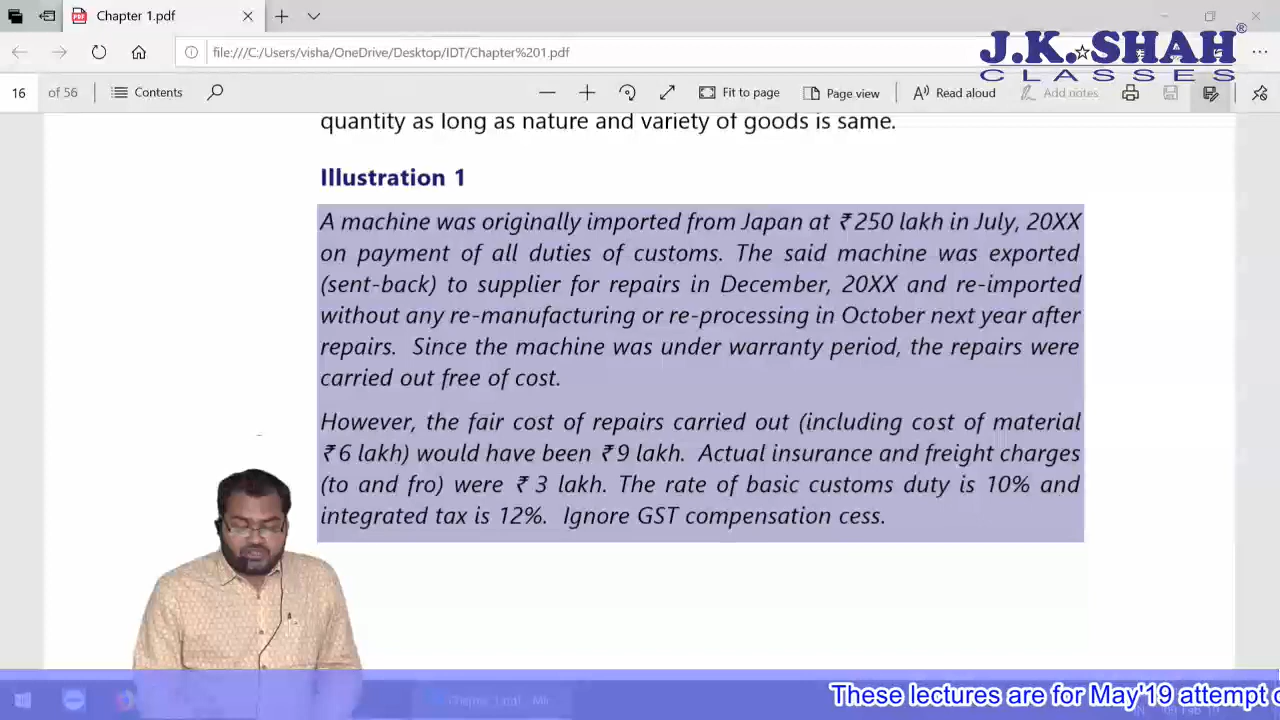 Chapter 1.pdf
file:///C:/Users/visha/OneDrive/Desktop/IDT/Chapter%201.pdf
J.K.SHAH®
CLASSES
16 of 56 Contents Fit to page Page view Read aloud Add notes
quantity as long as nature and variety of goods is same.
Illustration 1
A machine was originally imported from Japan at ₹250 lakh in July, 20XX
on payment of all duties of customs. The said machine was exported
(sent-back) to supplier for repairs in December, 20XX and re-imported
without any re-manufacturing or re-processing in October next year after
repairs. Since the machine was under warranty period, the repairs were
carried out free of cost.
However, the fair cost of repairs carried out (including cost of material
₹6 lakh) would have been ₹9 lakh. Actual insurance and freight charges
(to and fro) were ₹ 3 lakh. The rate of basic customs duty is 10% and
integrated tax is 12%. Ignore GST compensation cess.
These lectures are for May'19 attempt